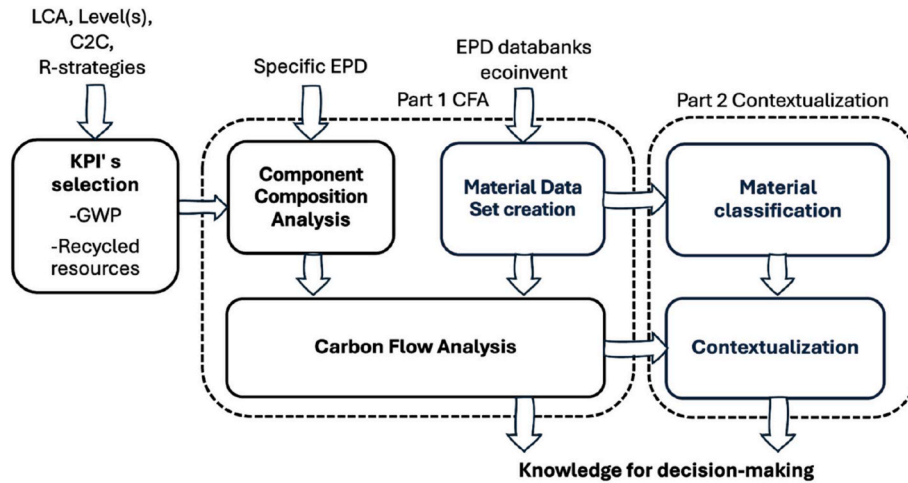 LCA, Level(s),
C2C,
R-strategies
Specific EPD
EPD databanks
ecoinvent
Part 1 CFA
Part 2 Contextualization
KPI' s
selection
-GWP
-Recycled
resources
Component
Composition
Analysis
Material Data
Set creation
Material
classification
Carbon Flow Analysis
Contextualization
Knowledge for decision-making